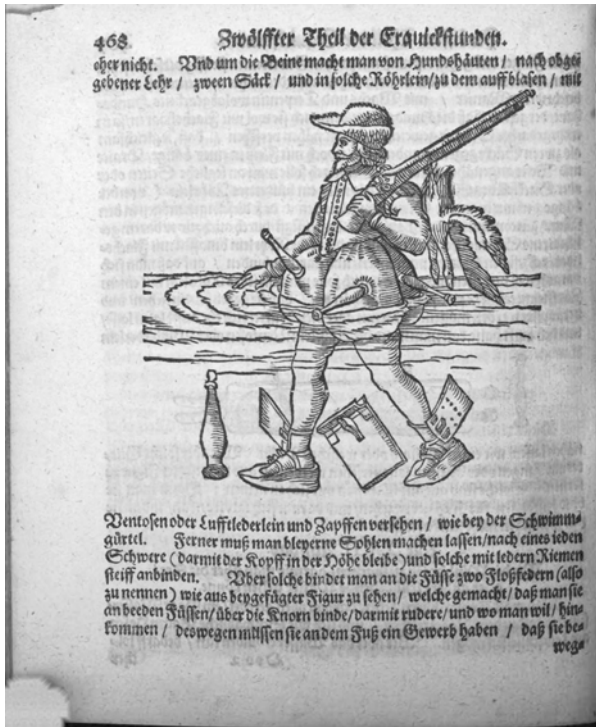 468 Zwölffter Theil der Erquickstunden.
eher nicht. Vnd um die Beine macht man von Hundshäuten / nach obge-
gebener Lehr / zween Säck / und in solche Röhrlein/zu dem auffblasen / mit
Ventosen oder Lufftlederlein und Zapffen versehen / wie bey der Schwimm-
gürtel. Ferner muß man bleyerne Sohlen machen lassen/nach eines ieden
Schwere (darmit der Kopff in der Höhe bleibe) und solche mit ledern Riemen
steiff anbinden. Vber solche bindet man an die Füsse zwo Floßfedern (also
zu nennen) wie aus beygefügter Figur zu sehen / welche gemacht / daß man sie
an beeden Füssen/über die Knorn binde/darmit rudere/und wo man wil/hin-
kommen / deswegen müssen sie an dem Fuß ein Gewerb haben / daß sie be-
weg-